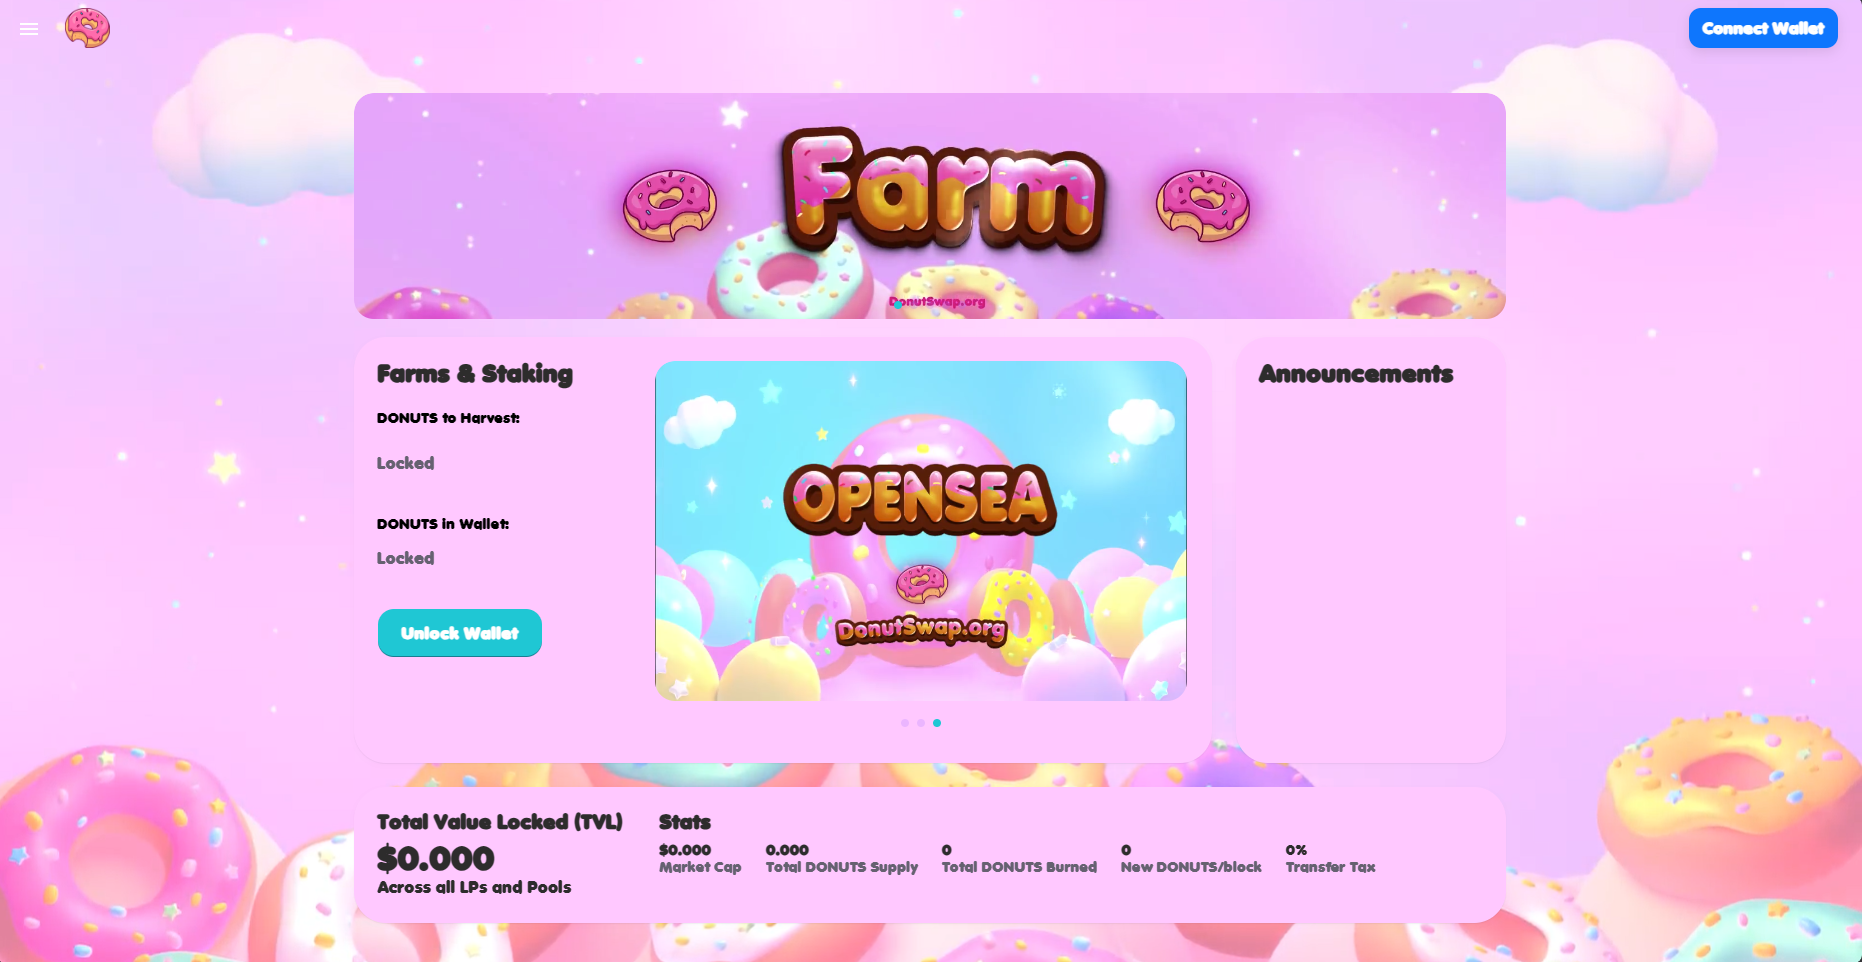 Connect Wallet
Farm
DonutSwap.org
Farms & Staking
DONUTS to Harvest:
Locked
DONUTS in Wallet:
Locked
Unlock Wallet
OPENSEA
DonutSwap.org
Announcements
Total Value Locked (TVL)
$0.000
Across all LPs and Pools
Stats
$0.000
Market Cap
0.000
Total DONUTS Supply
0
Total DONUTS Burned
0
New DONUTS/block
0%
Transfer Tax